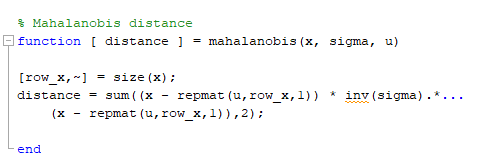 % Mahalanobis distance
function [ distance ] = mahalanobis(x, sigma, u)
[row_x,~] = size(x);
distance = sum((x - repmat(u,row_x,1)) * inv(sigma).*...
(x - repmat(u,row_x,1)),2);
end